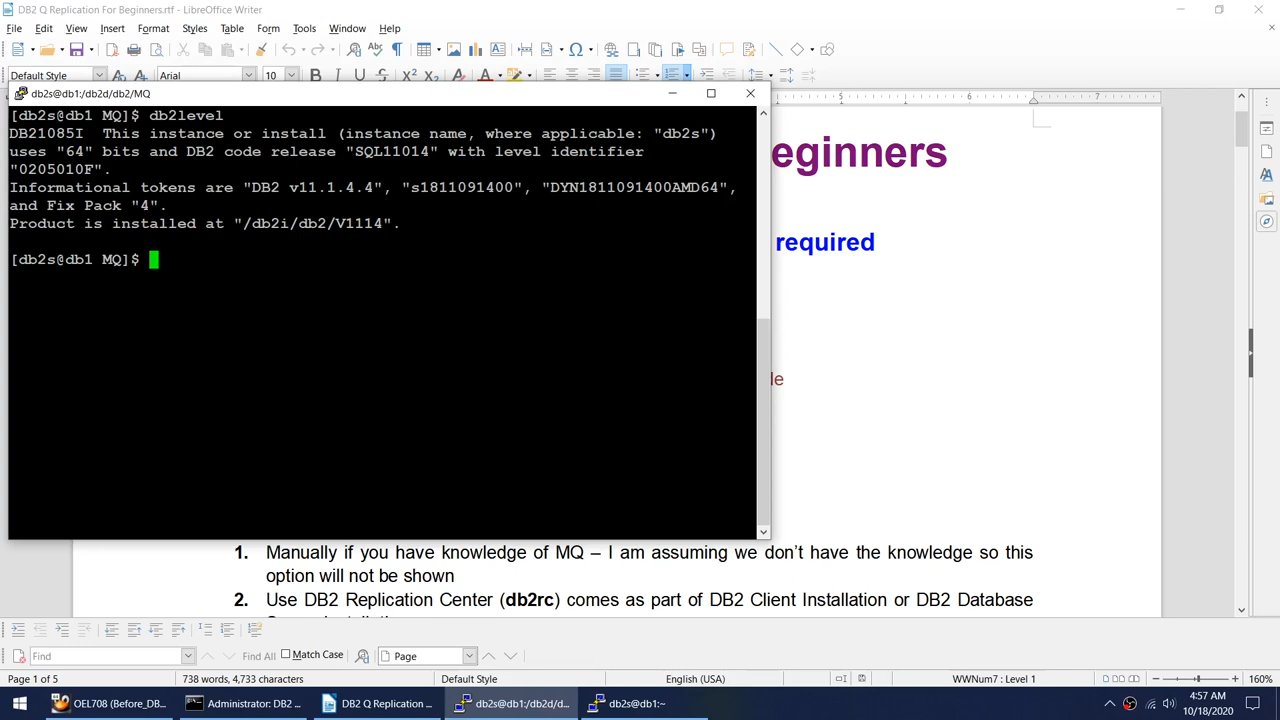 DB2 Q Replication For Beginners.rtf - LibreOffice Writer
File Edit View Insert Format Styles Table Form Tools Window Help
Default Style Arial 10
db2s@db1:/db2d/db2/MQ
[db2s@db1 MQ]$ db2level
DB21085I This instance or install (instance name, where applicable: "db2s")
uses "64" bits and DB2 code release "SQL11014" with level identifier
"0205010F".
Informational tokens are "DB2 v11.1.4.4", "s1811091400", "DYN1811091400AMD64",
and Fix Pack "4".
Product is installed at "/db2i/db2/V1114".
[db2s@db1 MQ]$
5 6 7
eginners
required
le
1. Manually if you have knowledge of MQ – I am assuming we don't have the knowledge so this
option will not be shown
2. Use DB2 Replication Center (db2rc) comes as part of DB2 Client Installation or DB2 Database
Find Find All Match Case Page
Page 1 of 5 738 words, 4,733 characters Default Style English (USA) WWNum7 : Level 1 160%
OEL708 (Before_DB... Administrator: DB2 ... DB2 Q Replication ... db2s@db1:/db2d/d... db2s@db1:~ 4:57 AM
10/18/2020